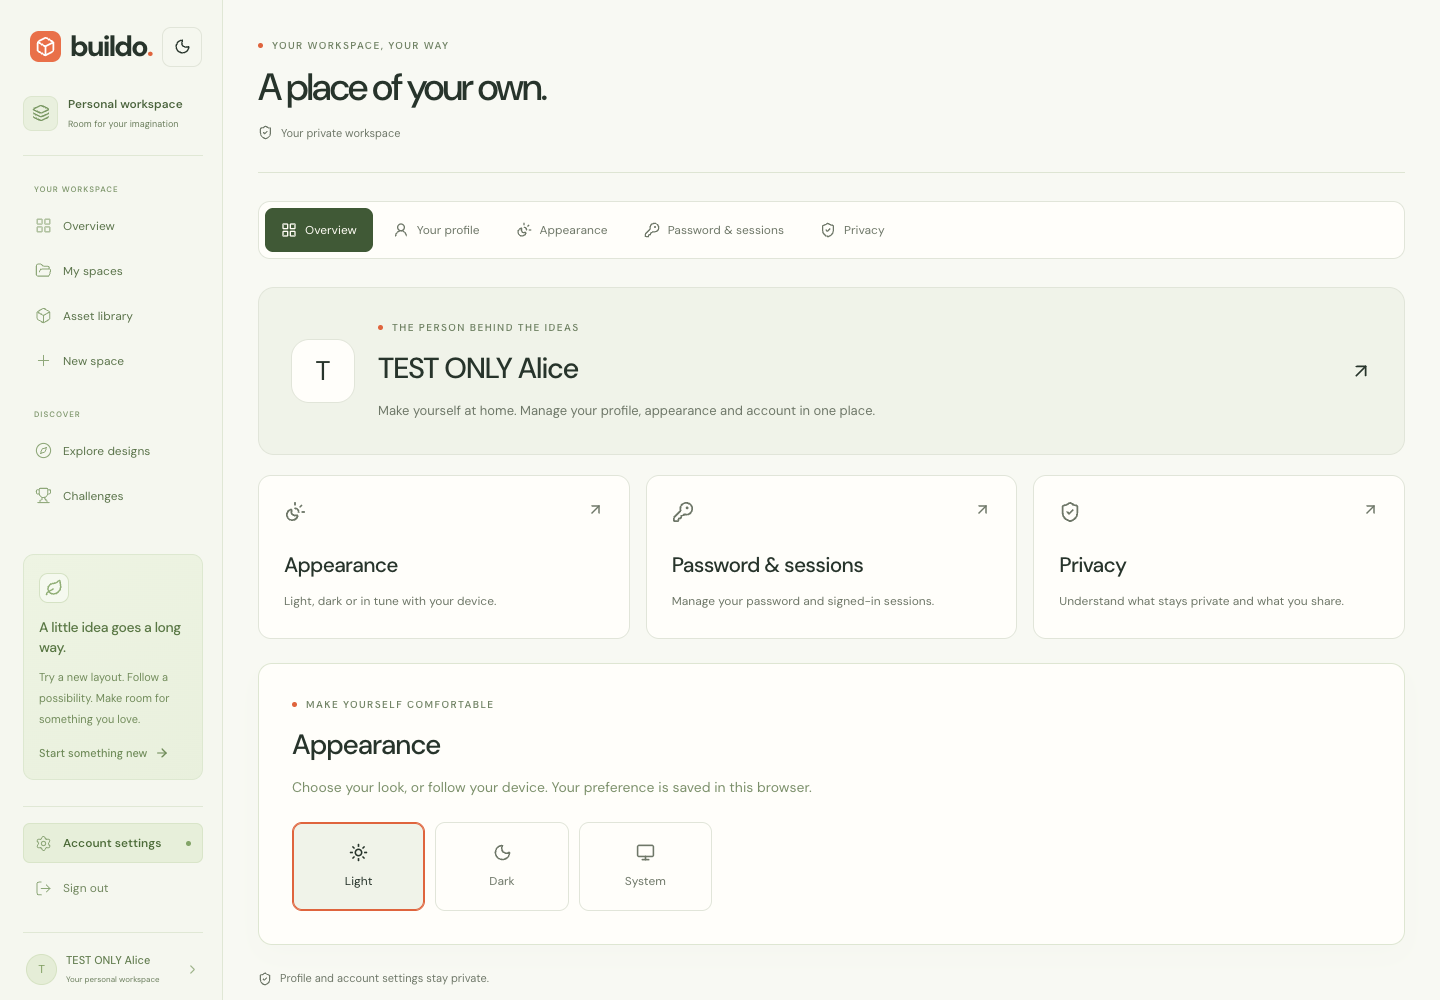 buildo.
Personal workspace
Room for your imagination
YOUR WORKSPACE
Overview
My spaces
Asset library
New space
DISCOVER
Explore designs
Challenges
A little idea goes a long
way.
Try a new layout. Follow a
possibility. Make room for
something you love.
Start something new
Account settings
Sign out
T
TEST ONLY Alice
Your personal workspace
YOUR WORKSPACE, YOUR WAY
A place of your own.
Your private workspace
Overview
Your profile
Appearance
Password & sessions
Privacy
T
THE PERSON BEHIND THE IDEAS
TEST ONLY Alice
Make yourself at home. Manage your profile, appearance and account in one place.
Appearance
Light, dark or in tune with your device.
Password & sessions
Manage your password and signed-in sessions.
Privacy
Understand what stays private and what you share.
MAKE YOURSELF COMFORTABLE
Appearance
Choose your look, or follow your device. Your preference is saved in this browser.
Light
Dark
System
Profile and account settings stay private.